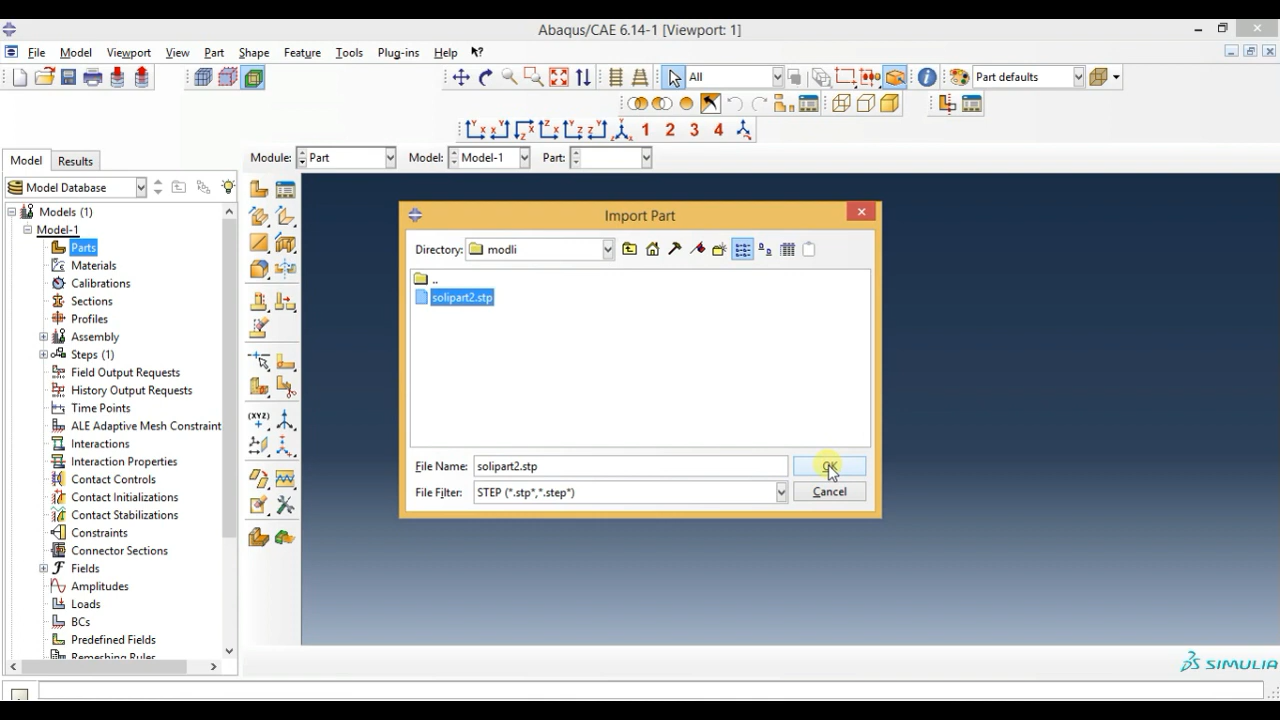 Abaqus/CAE 6.14-1 [Viewport: 1]
File Model Viewport View Part Shape Feature Tools Plug-ins Help
All Part defaults
1 2 3 4
Model Results
Module: Part Model: Model-1 Part:
Model Database
Models (1)
Model-1
Parts
Materials
Calibrations
Sections
Profiles
Assembly
Steps (1)
Field Output Requests
History Output Requests
Time Points
ALE Adaptive Mesh Constraint
Interactions
Interaction Properties
Contact Controls
Contact Initializations
Contact Stabilizations
Constraints
Connector Sections
Fields
Amplitudes
Loads
BCs
Predefined Fields
Remeshing Rules
(XYZ)
Import Part
Directory: modli
..
solipart2.stp
File Name: solipart2.stp OK
File Filter: STEP (*.stp*,*.step*) Cancel
SIMULIA